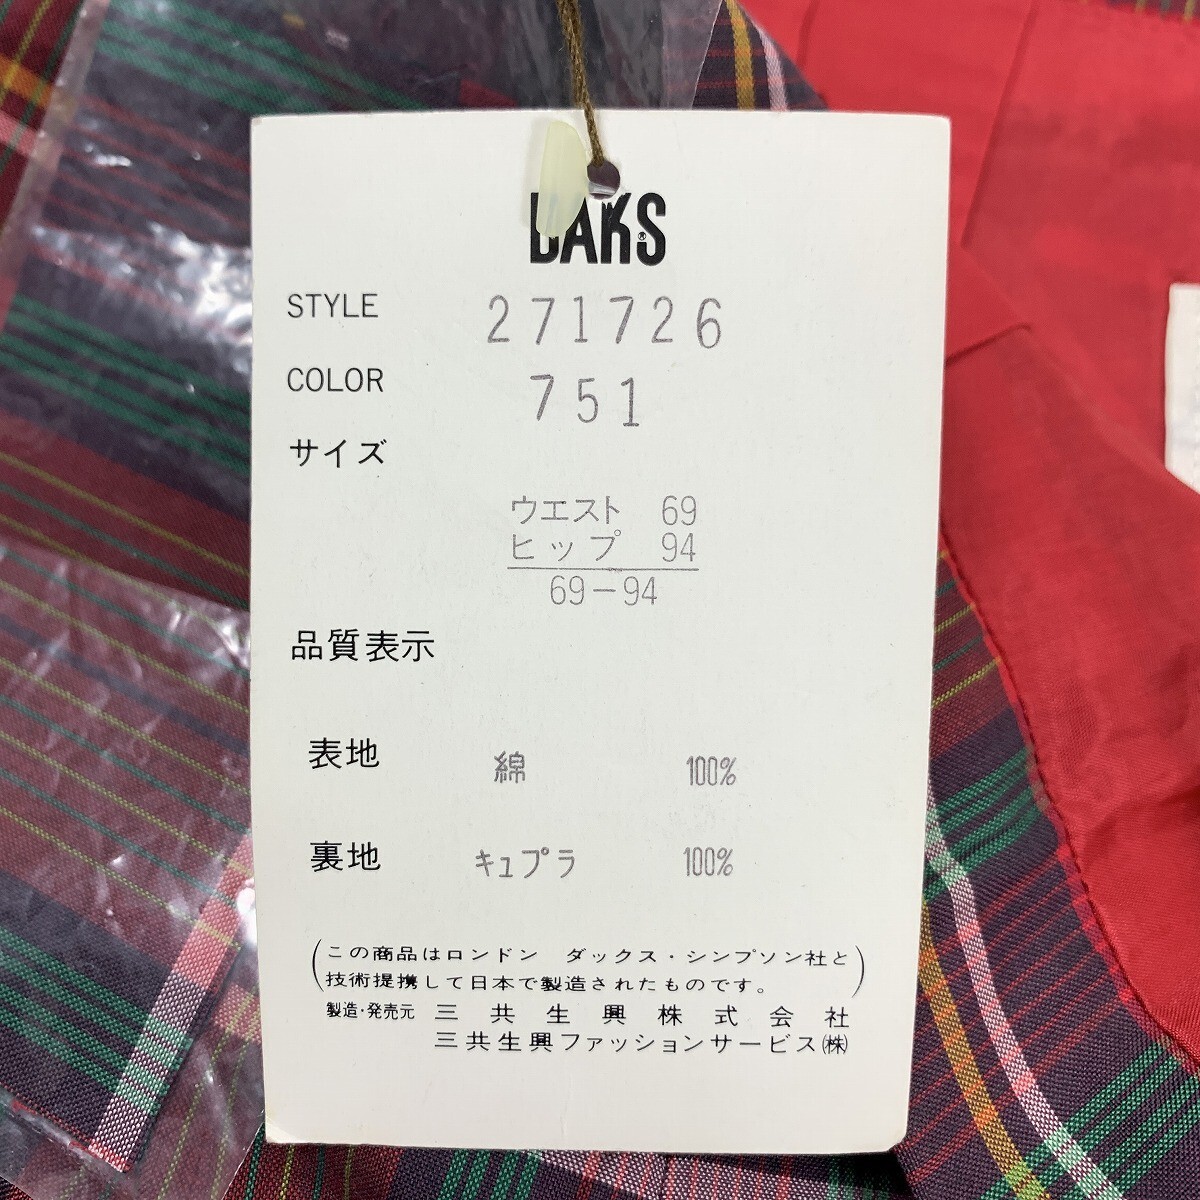 DAKS®
STYLE 271726
COLOR 751
サイズ
ウエスト 69
ヒップ 94
69-94
品質表示
表地 綿 100%
裏地 キュプラ 100%
(この商品はロンドン ダックス・シンプソン社と
技術提携して日本で製造されたものです。)
製造・発売元 三共生興株式会社
三共生興ファッションサービス㈱